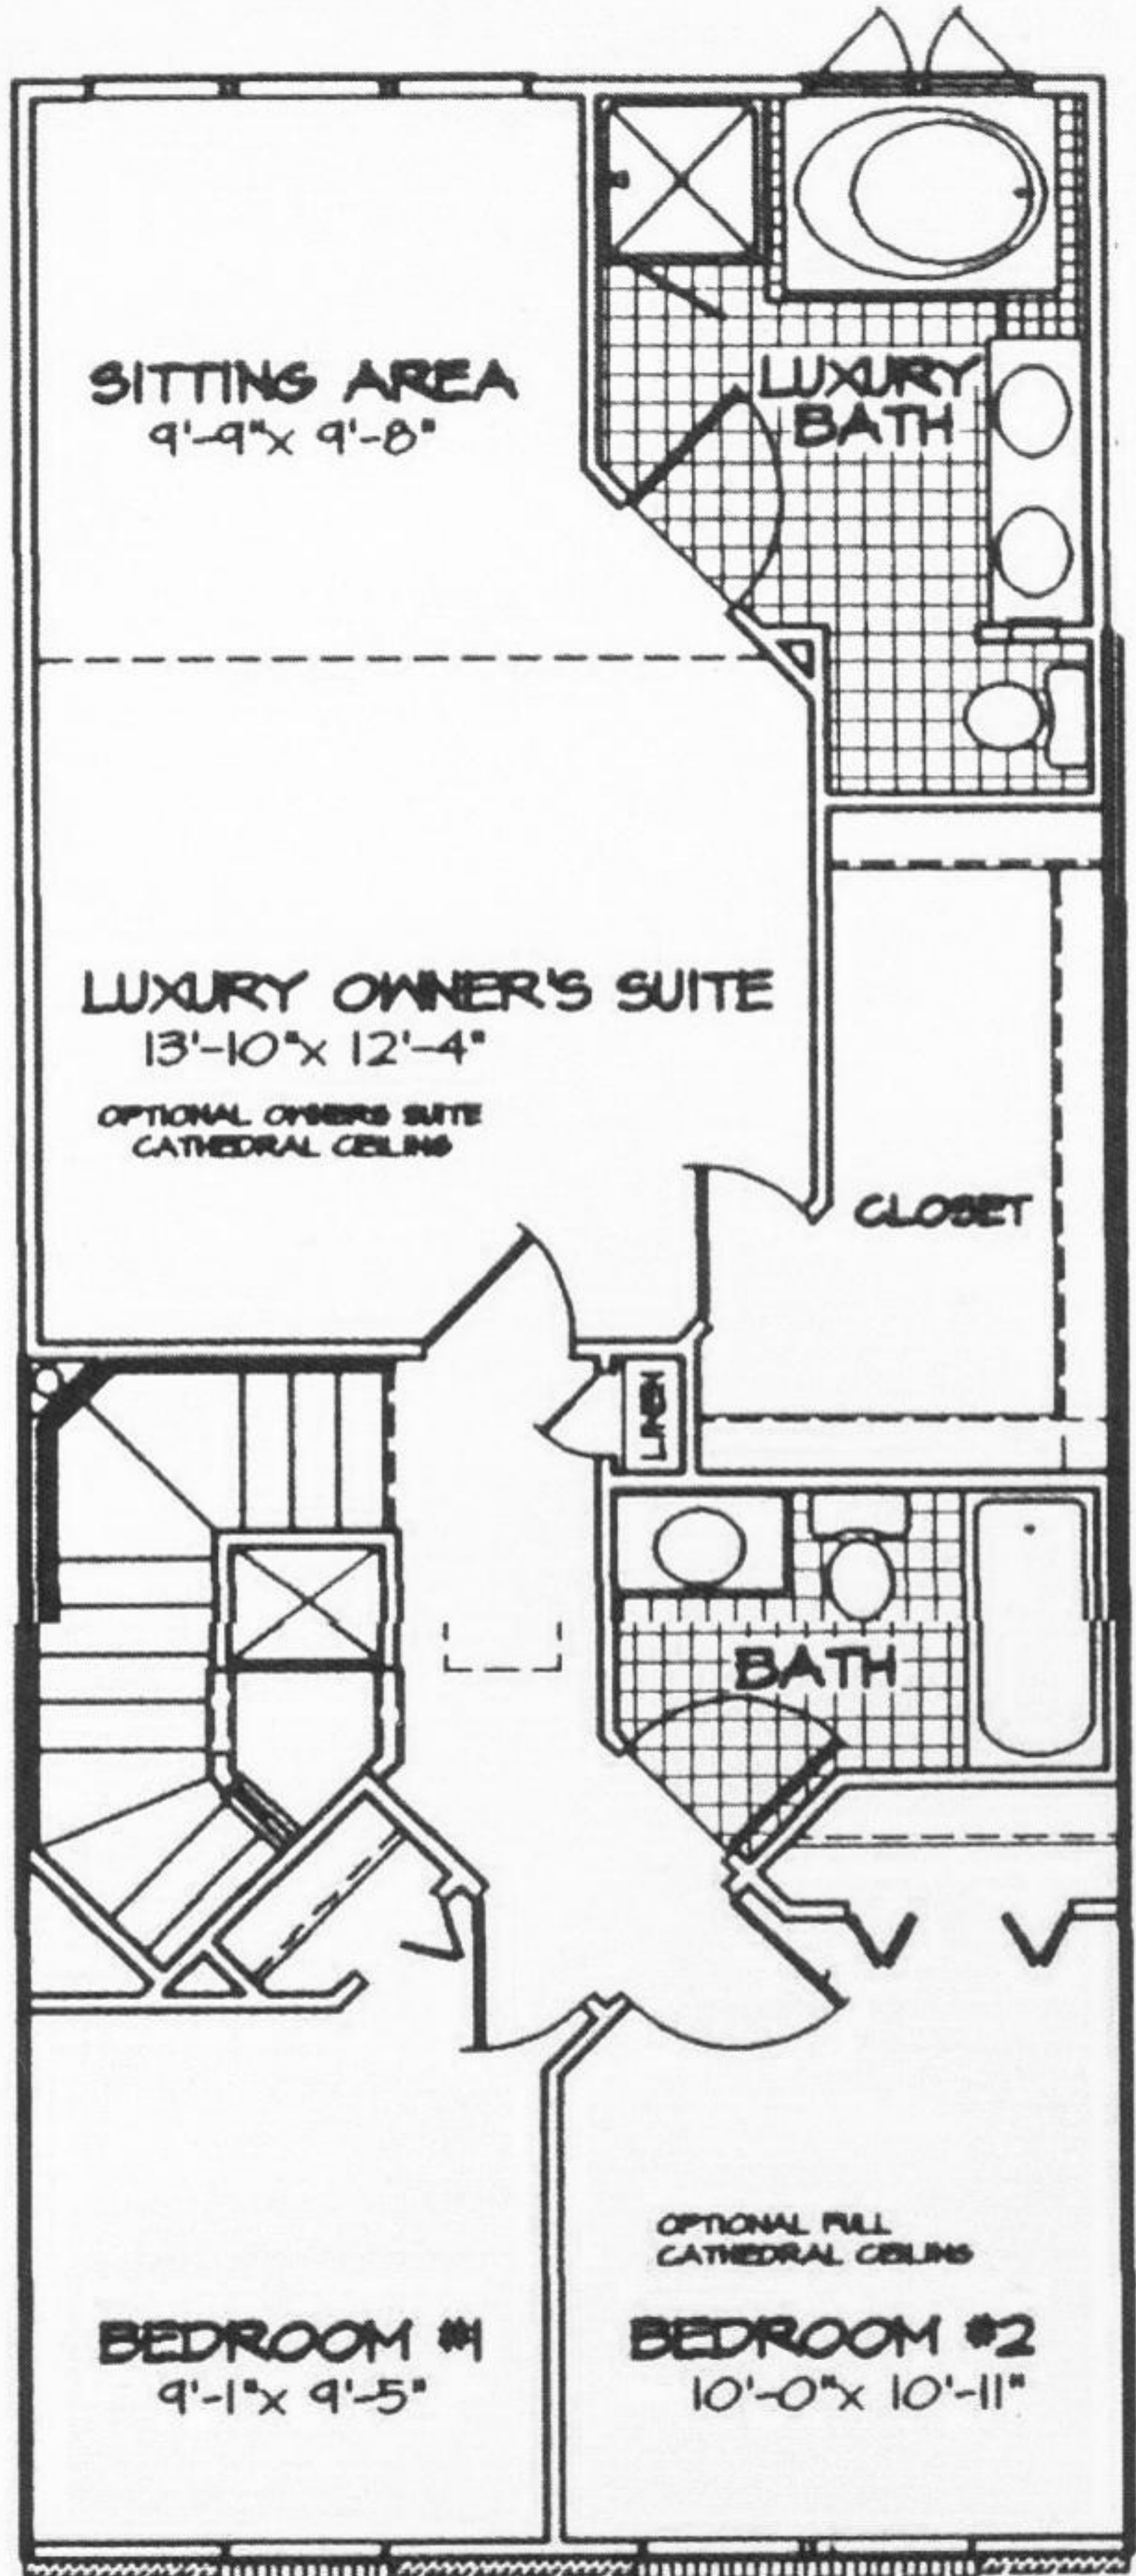 SITTING AREA
9'-9"x 9'-8"
LUXURY
BATH
LUXURY OWNER'S SUITE
13'-10"x 12'-4"
OPTIONAL OWNERS SUITE
CATHEDRAL CEILING
CLOSET
LINEN
BATH
OPTIONAL FULL
CATHEDRAL CEILING
BEDROOM #1
9'-1"x 9'-5"
BEDROOM #2
10'-0"x 10'-11"